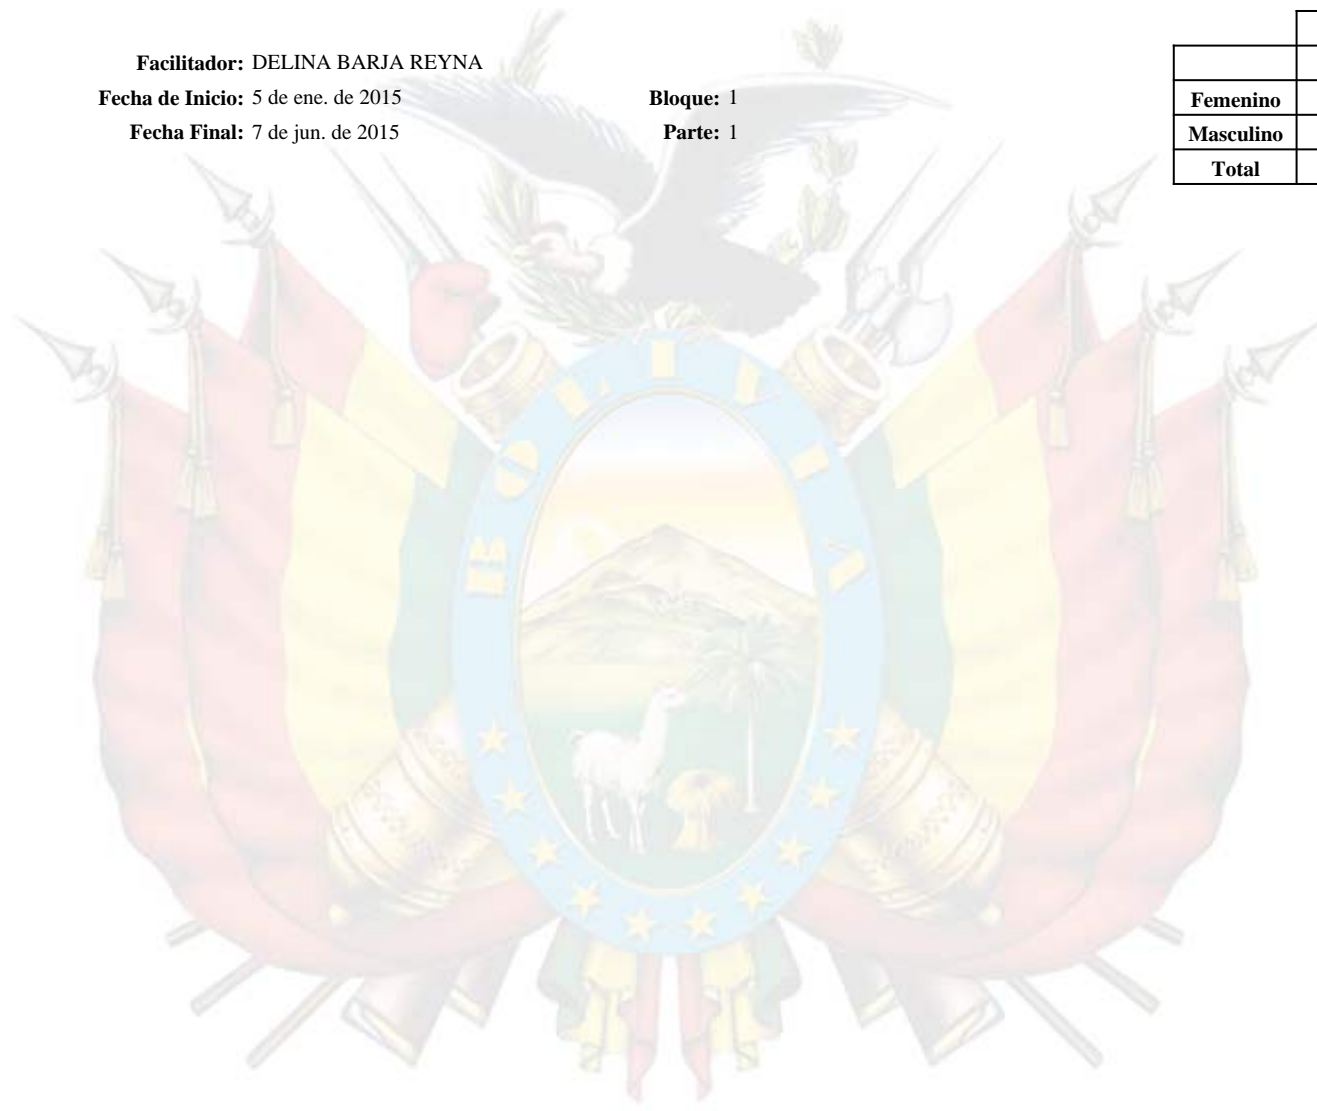 Facilitador: DELINA BARJA REYNA
Fecha de Inicio: 5 de ene. de 2015 Bloque: 1
Fecha Final: 7 de jun. de 2015 Parte: 1
Femenino
Masculino
Total
BOLIVIA